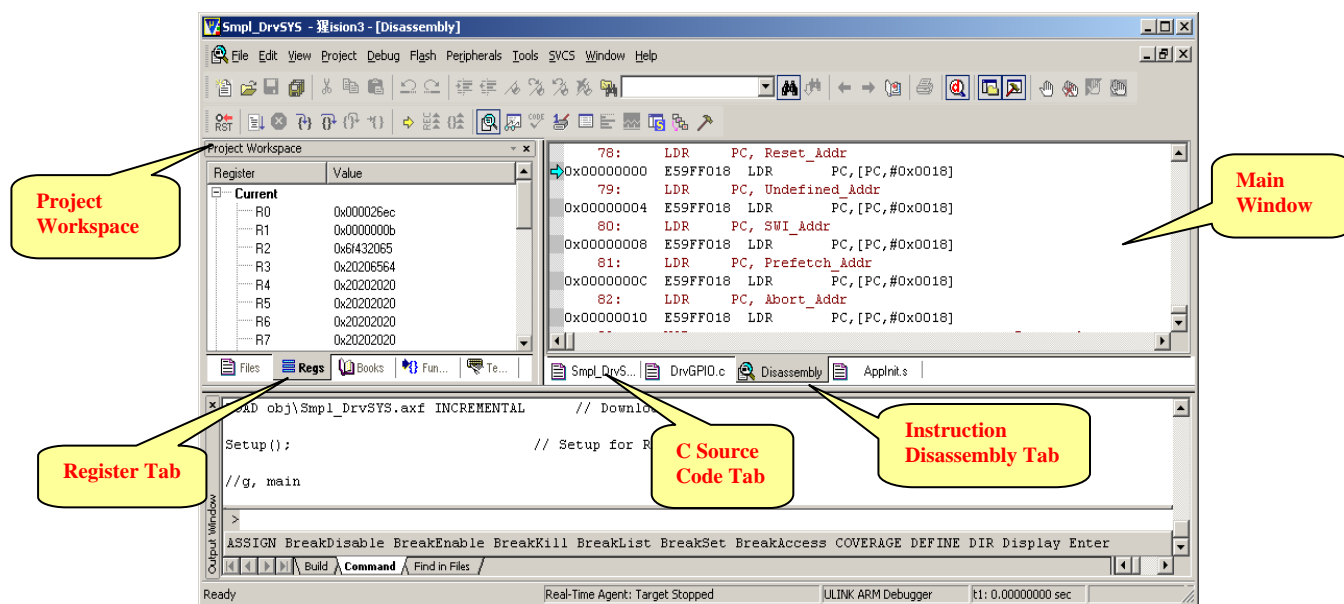 Smpl_DrvSYS - 猩ision3 - [Disassembly]
File Edit View Project Debug Flash Peripherals Tools SVCS Window Help
RST CODE
Project Workspace
Register Value
Current
R0 0x000026ec
R1 0x0000000b
R2 0x6f432065
R3 0x20206564
R4 0x20202020
R5 0x20202020
R6 0x20202020
R7 0x20202020
Files Regs Books Fun... Te...
78: LDR PC, Reset_Addr
0x00000000 E59FF018 LDR PC,[PC,#0x0018]
79: LDR PC, Undefined_Addr
0x00000004 E59FF018 LDR PC,[PC,#0x0018]
80: LDR PC, SWI_Addr
0x00000008 E59FF018 LDR PC,[PC,#0x0018]
81: LDR PC, Prefetch_Addr
0x0000000C E59FF018 LDR PC,[PC,#0x0018]
82: LDR PC, Abort_Addr
0x00000010 E59FF018 LDR PC,[PC,#0x0018]
Smpl_DrvS... DrvGPIO.c Disassembly AppInit.s
Project
Workspace
Main
Window
Register Tab
C Source
Code Tab
Instruction
Disassembly Tab
obj\Smpl_DrvSYS.axf INCREMENTAL //
Setup(); // Setup for
//g, main
>
ASSIGN BreakDisable BreakEnable BreakKill BreakList BreakSet BreakAccess COVERAGE DEFINE DIR Display Enter
Output Window
Build Command Find in Files
Ready Real-Time Agent: Target Stopped ULINK ARM Debugger t1: 0.00000000 sec